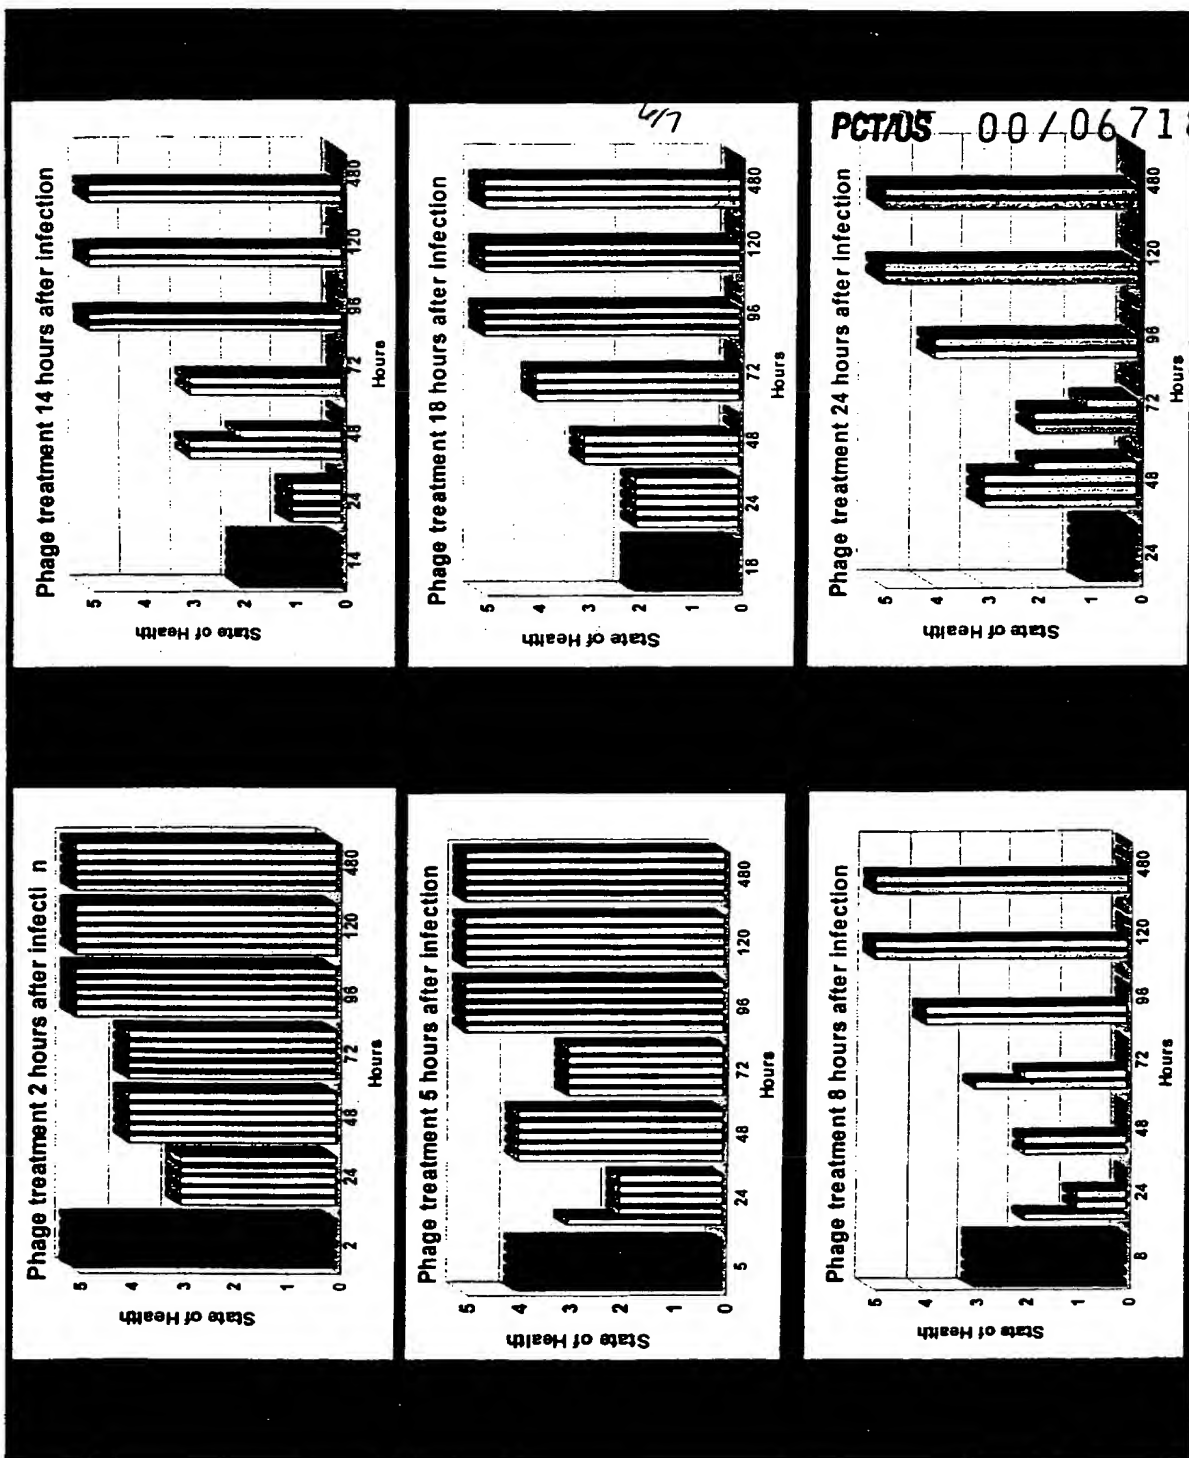 Phage treatment 2 hours after infecti n
State of Health
5
4
3
2
1
0
2 24 48 72 96 120 480
Hours
Phage treatment 14 hours after infection
State of Health
5
4
3
2
1
0
14 24 48 72 96 120 480
Hours
Phage treatment 5 hours after infection
State of Health
5
4
3
2
1
0
5 24 48 72 96 120 480
Hours
Phage treatment 18 hours after infection
State of Health
5
4
3
2
1
0
18 24 48 72 96 120 480
Hours
Phage treatment 8 hours after infection
State of Health
5
4
3
2
1
0
8 24 48 72 96 120 480
Hours
PCT/US 00/06718
Phage treatment 24 hours after infection
State of Health
5
4
3
2
1
0
24 48 72 96 120 480
Hours